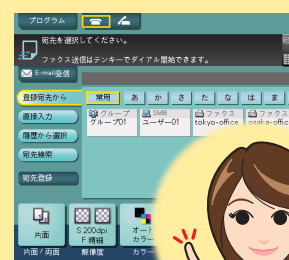 プログラム
宛先を選択してください。
ファクス送信はテンキーでダイアル開始できます。
E-mail受信
登録宛先から
常用 あ か さ た な は ま
直接入力
グループ グループ01
SMB ユーザー01
ファクス tokyo-office
ファクス osaka-office
履歴から選択
宛先検索
宛先登録
片面
S 200dpi
F 精細
オート
カラー
片面/両面
解像度
カラー